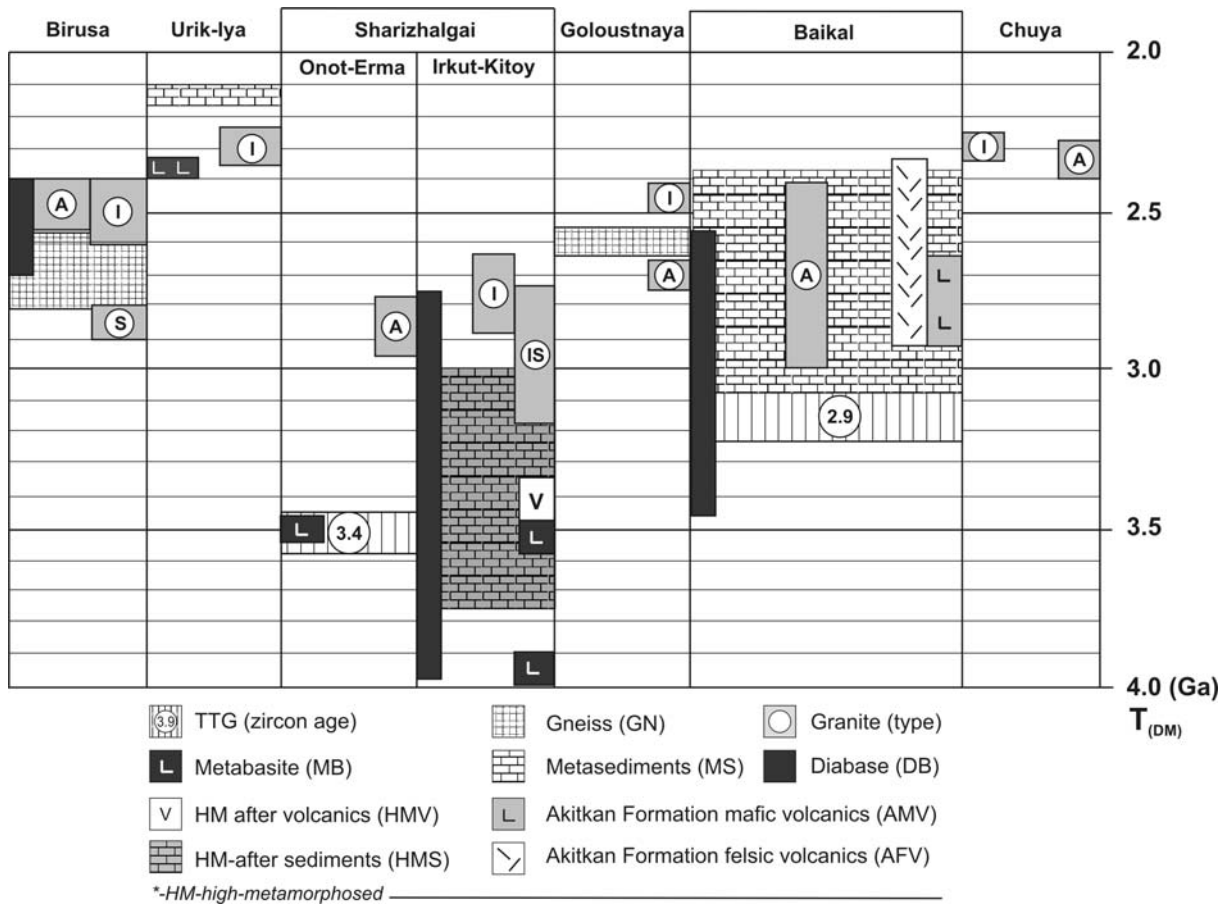 Birusa Urik-Iya Sharizhalgai Goloustnaya Baikal Chuya
2.0
Onot-Erma Irkut-Kitoy
I I A
L L I
A I 2.5
A I A L
S A IS L
3.0
2.9
V
L 3.4 L 3.5
L
4.0 (Ga)
T(DM)
3.9 TTG (zircon age) Gneiss (GN) Granite (type)
L Metabasite (MB) Metasediments (MS) Diabase (DB)
V HM after volcanics (HMV) L Akitkan Formation mafic volcanics (AMV)
HM-after sediments (HMS) Akitkan Formation felsic volcanics (AFV)
*-HM-high-metamorphosed